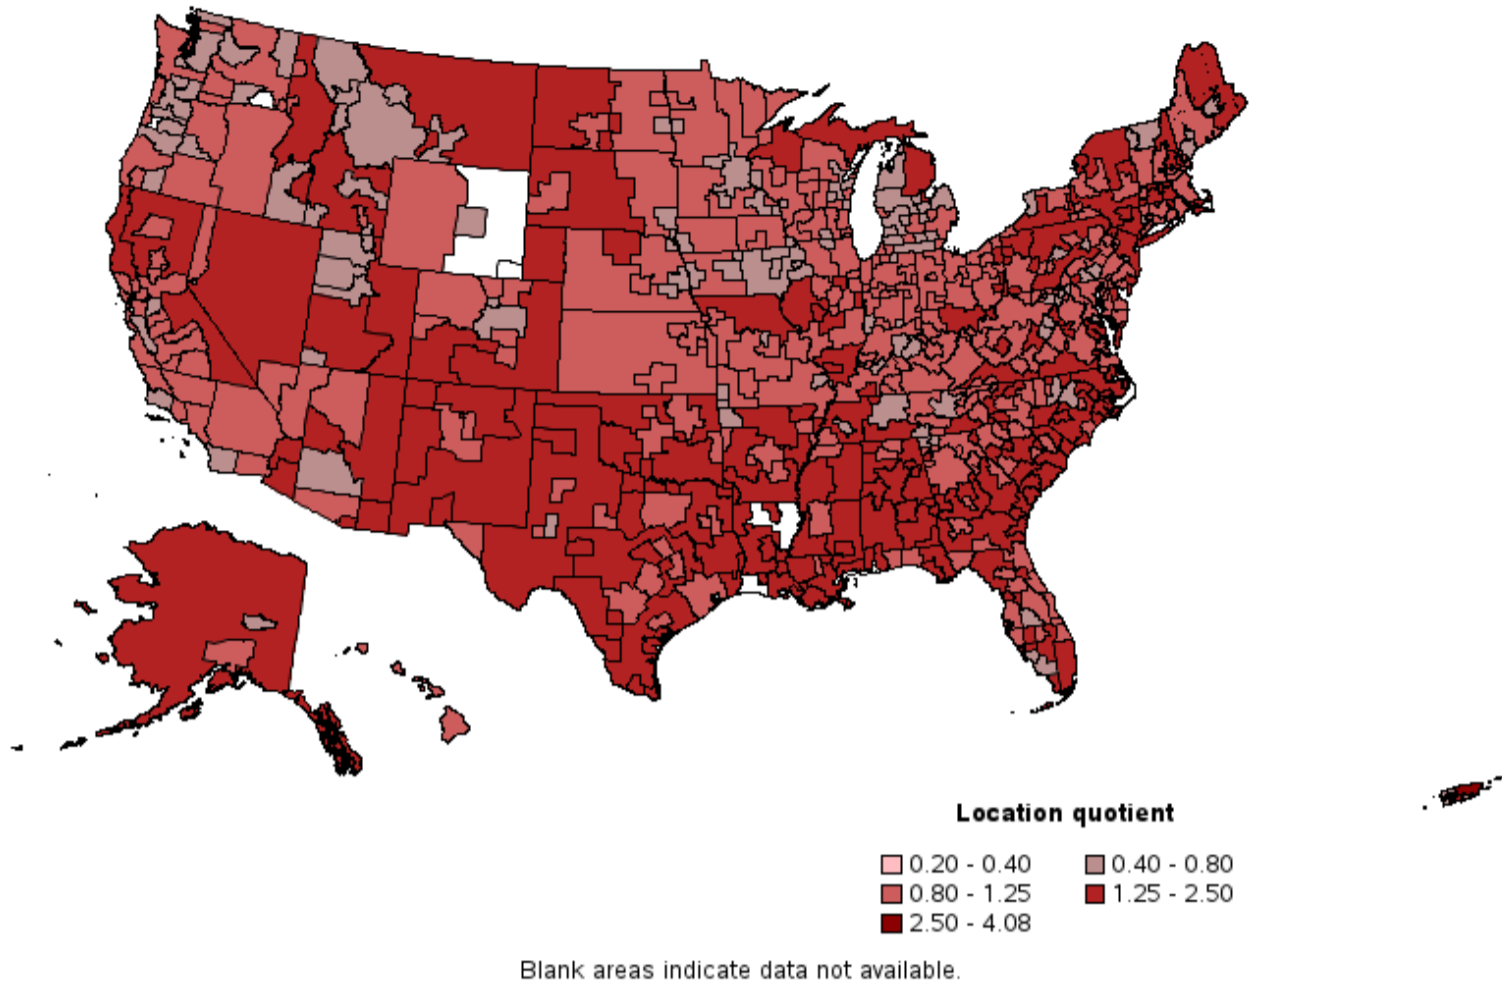 Location quotient
0.20 - 0.40 0.40 - 0.80
0.80 - 1.25 1.25 - 2.50
2.50 - 4.08
Blank areas indicate data not available.